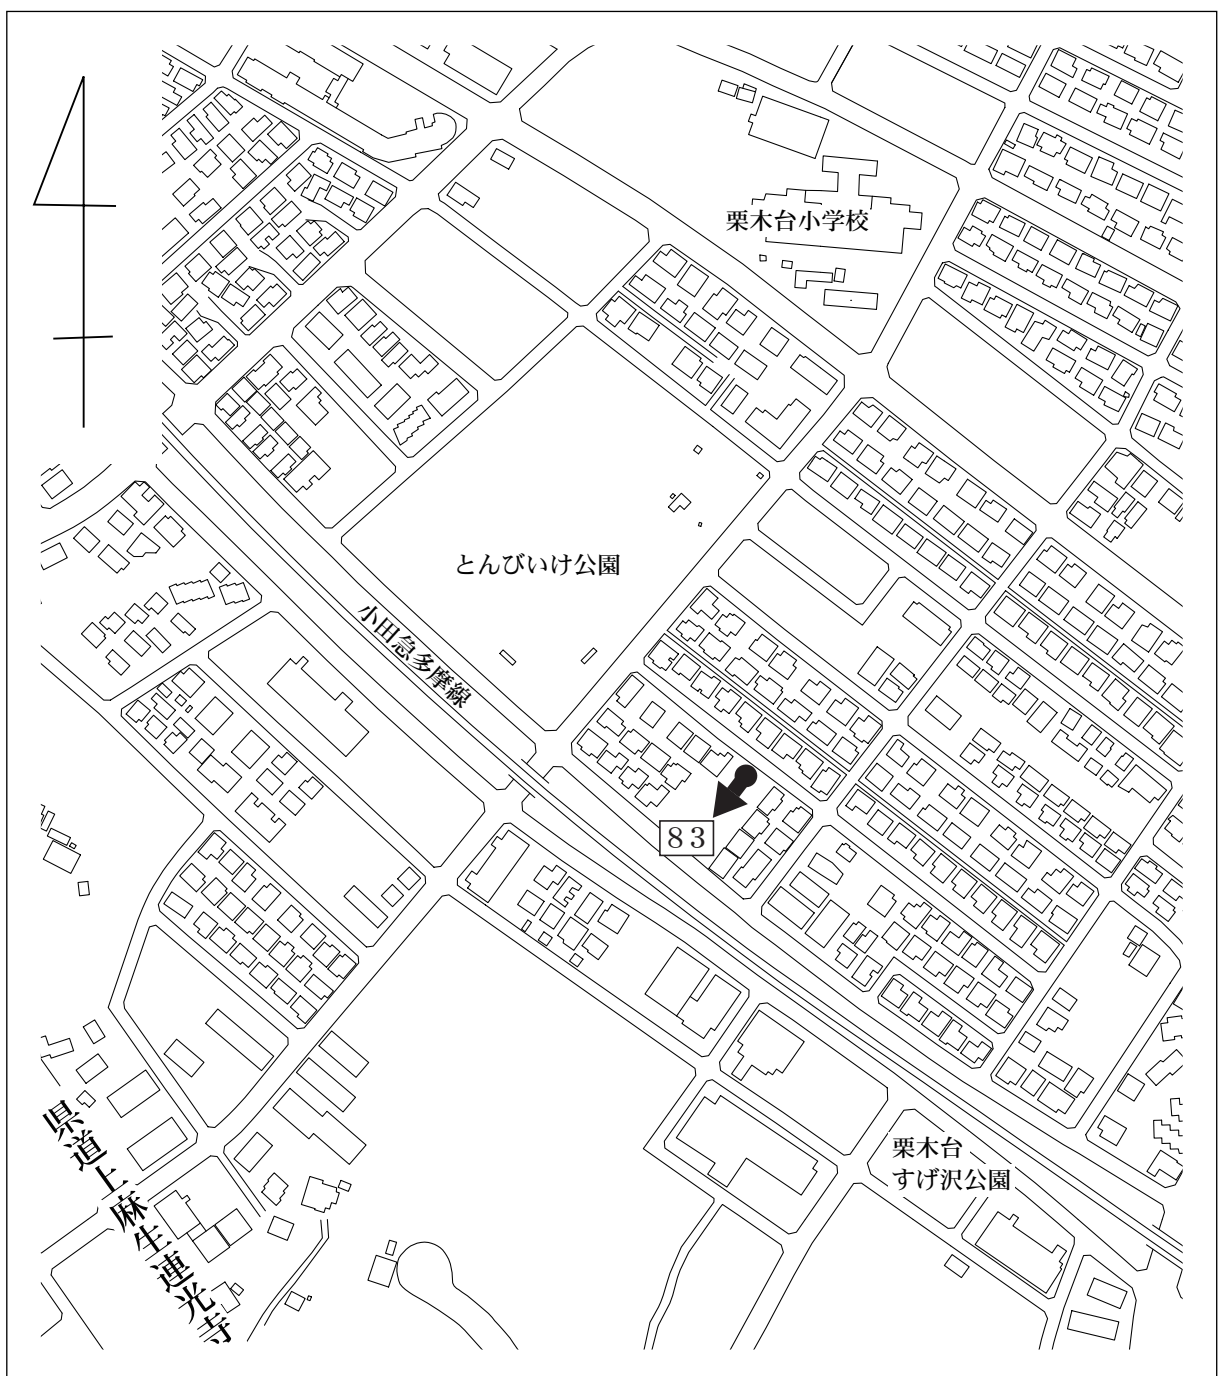 栗木台小学校
とんびいけ公園
小田急多摩線
83
栗木台
すげ沢公園
県道上麻生連光寺